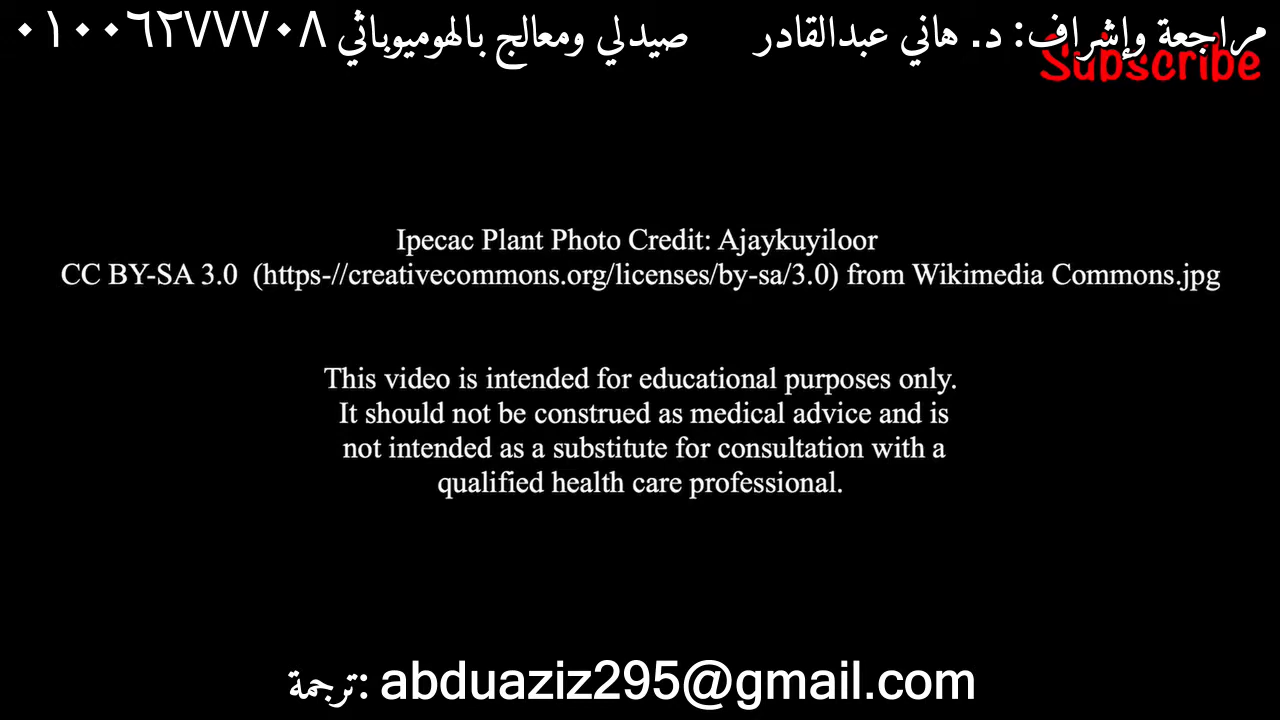 مراجعة وإشراف: د. هاني عبدالقادر صيدلي ومعالج بالهوميوباثي ٠١٠٠٦٢٧٧٧٠٨
Subscribe
Ipecac Plant Photo Credit: Ajaykuyiloor
CC BY-SA 3.0 (https-//creativecommons.org/licenses/by-sa/3.0) from Wikimedia Commons.jpg
This video is intended for educational purposes only.
It should not be construed as medical advice and is
not intended as a substitute for consultation with a
qualified health care professional.
ترجمة: abduaziz295@gmail.com